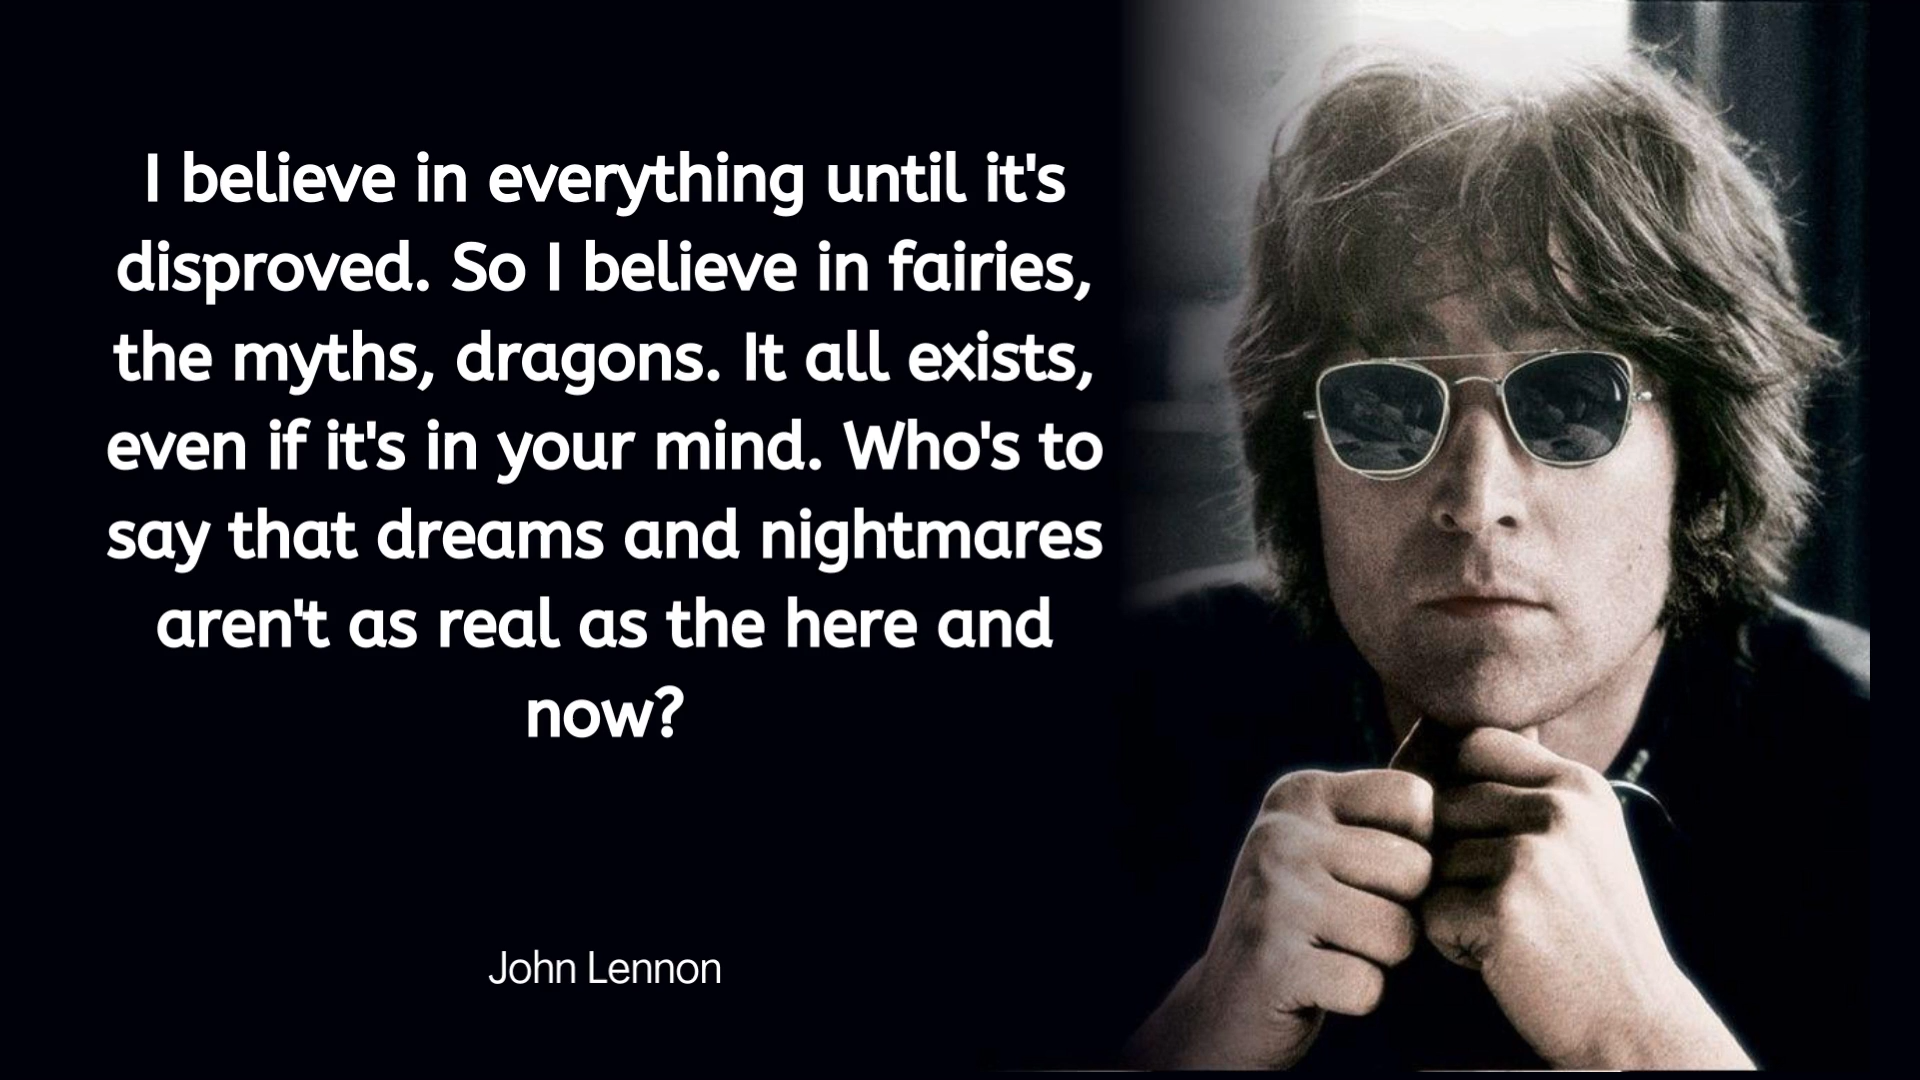 I believe in everything until it's
disproved. So I believe in fairies,
the myths, dragons. It all exists,
even if it's in your mind. Who's to
say that dreams and nightmares
aren't as real as the here and
now?
John Lennon